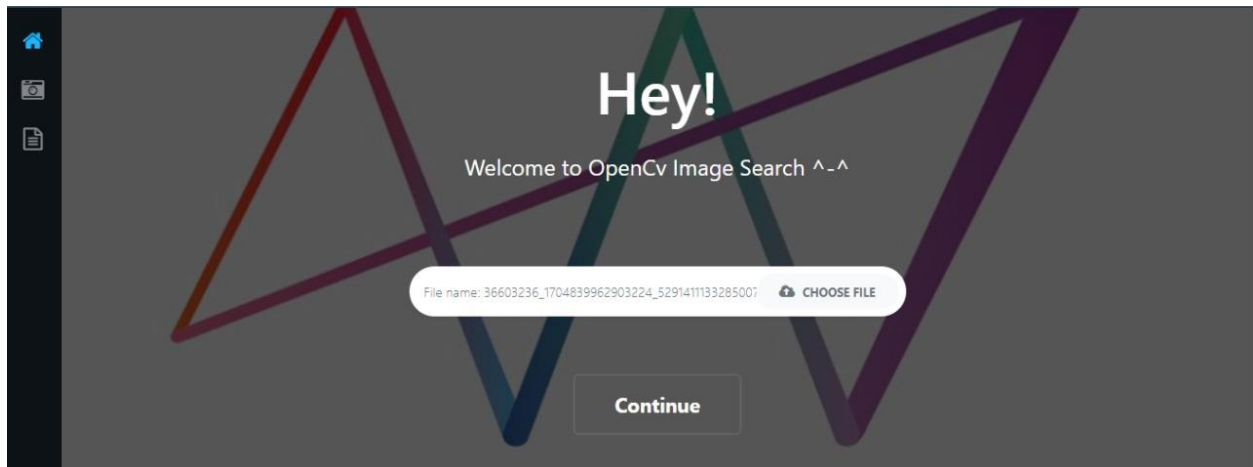 Hey!
Welcome to OpenCv Image Search ^-^
File name: 36603236_1704839962903224_5291411133285007 CHOOSE FILE
Continue